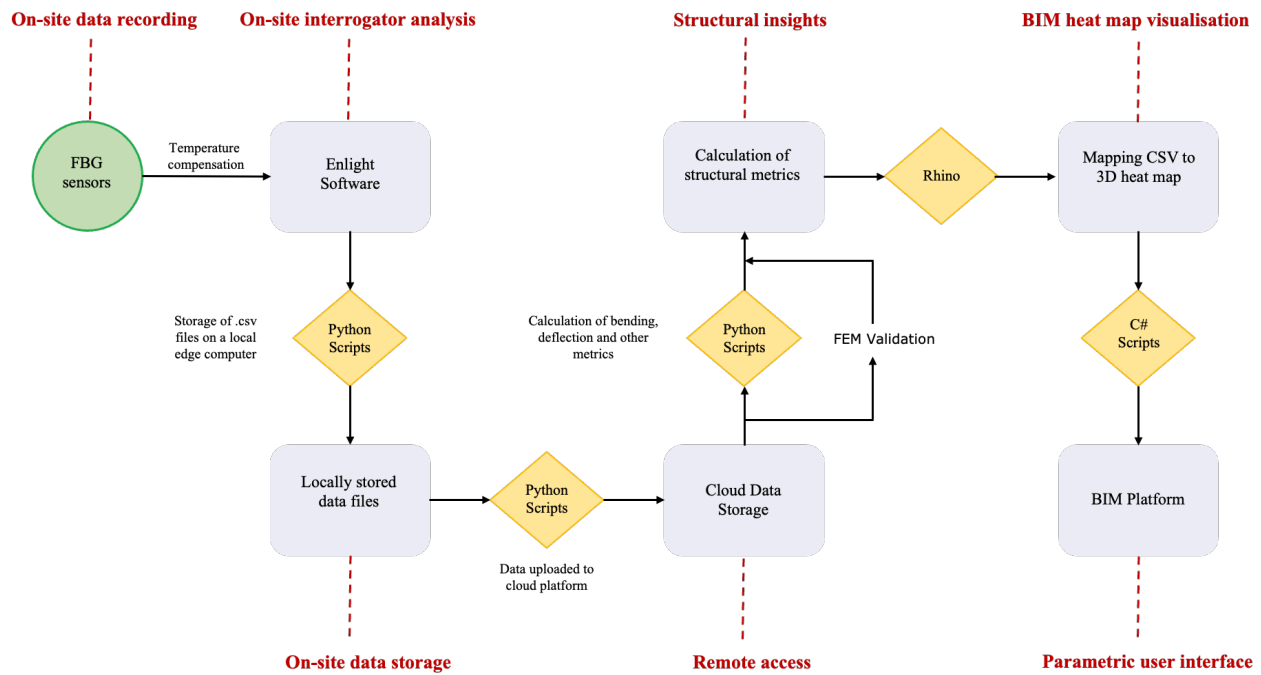 On-site data recording
On-site interrogator analysis
Structural insights
BIM heat map visualisation
FBG
sensors
Temperature
compensation
Enlight
Software
Calculation of
structural metrics
Rhino
Mapping CSV to
3D heat map
Storage of .csv
files on a local
edge computer
Python
Scripts
Calculation of bending,
deflection and other
metrics
Python
Scripts
FEM Validation
C#
Scripts
Locally stored
data files
Python
Scripts
Data uploaded to
cloud platform
Cloud Data
Storage
BIM Platform
On-site data storage
Remote access
Parametric user interface